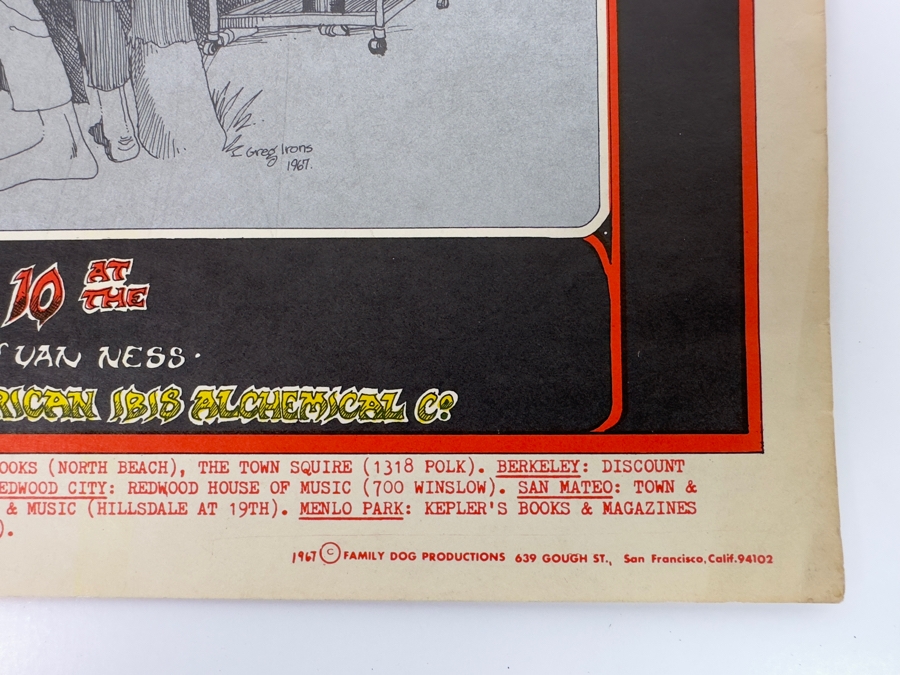 Greg Irons
1967.
10 AT THE
VAN NESS.
RICAN IBIS ALCHEMICAL CO
OOKS (NORTH BEACH), THE TOWN SQUIRE (1318 POLK). BERKELEY: DISCOUNT
EDWOOD CITY: REDWOOD HOUSE OF MUSIC (700 WINSLOW). SAN MATEO: TOWN &
& MUSIC (HILLSDALE AT 19TH). MENLO PARK: KEPLER'S BOOKS & MAGAZINES
).
1967 © FAMILY DOG PRODUCTIONS 639 GOUGH ST., San Francisco, Calif. 94102